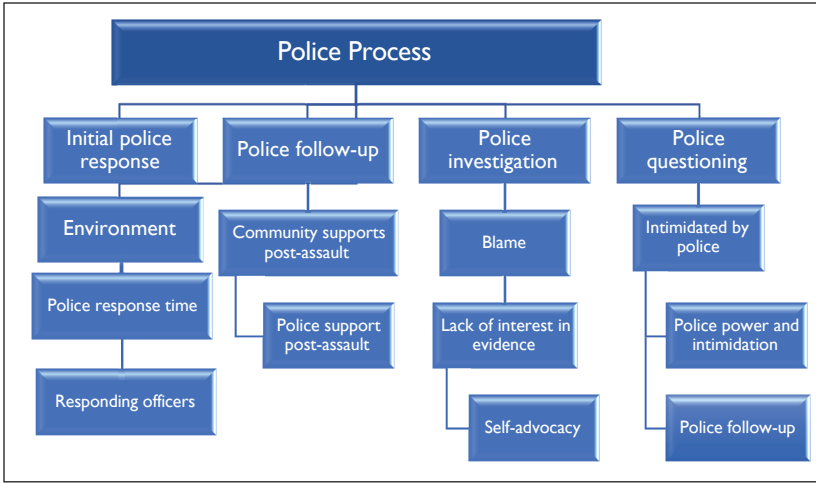 Police Process
Initial police
response
Police follow-up
Police
investigation
Police
questioning
Environment
Community supports
post-assault
Blame
Intimidated by
police
Police response time
Police support
post-assault
Lack of interest in
evidence
Police power and
intimidation
Responding officers
Self-advocacy
Police follow-up